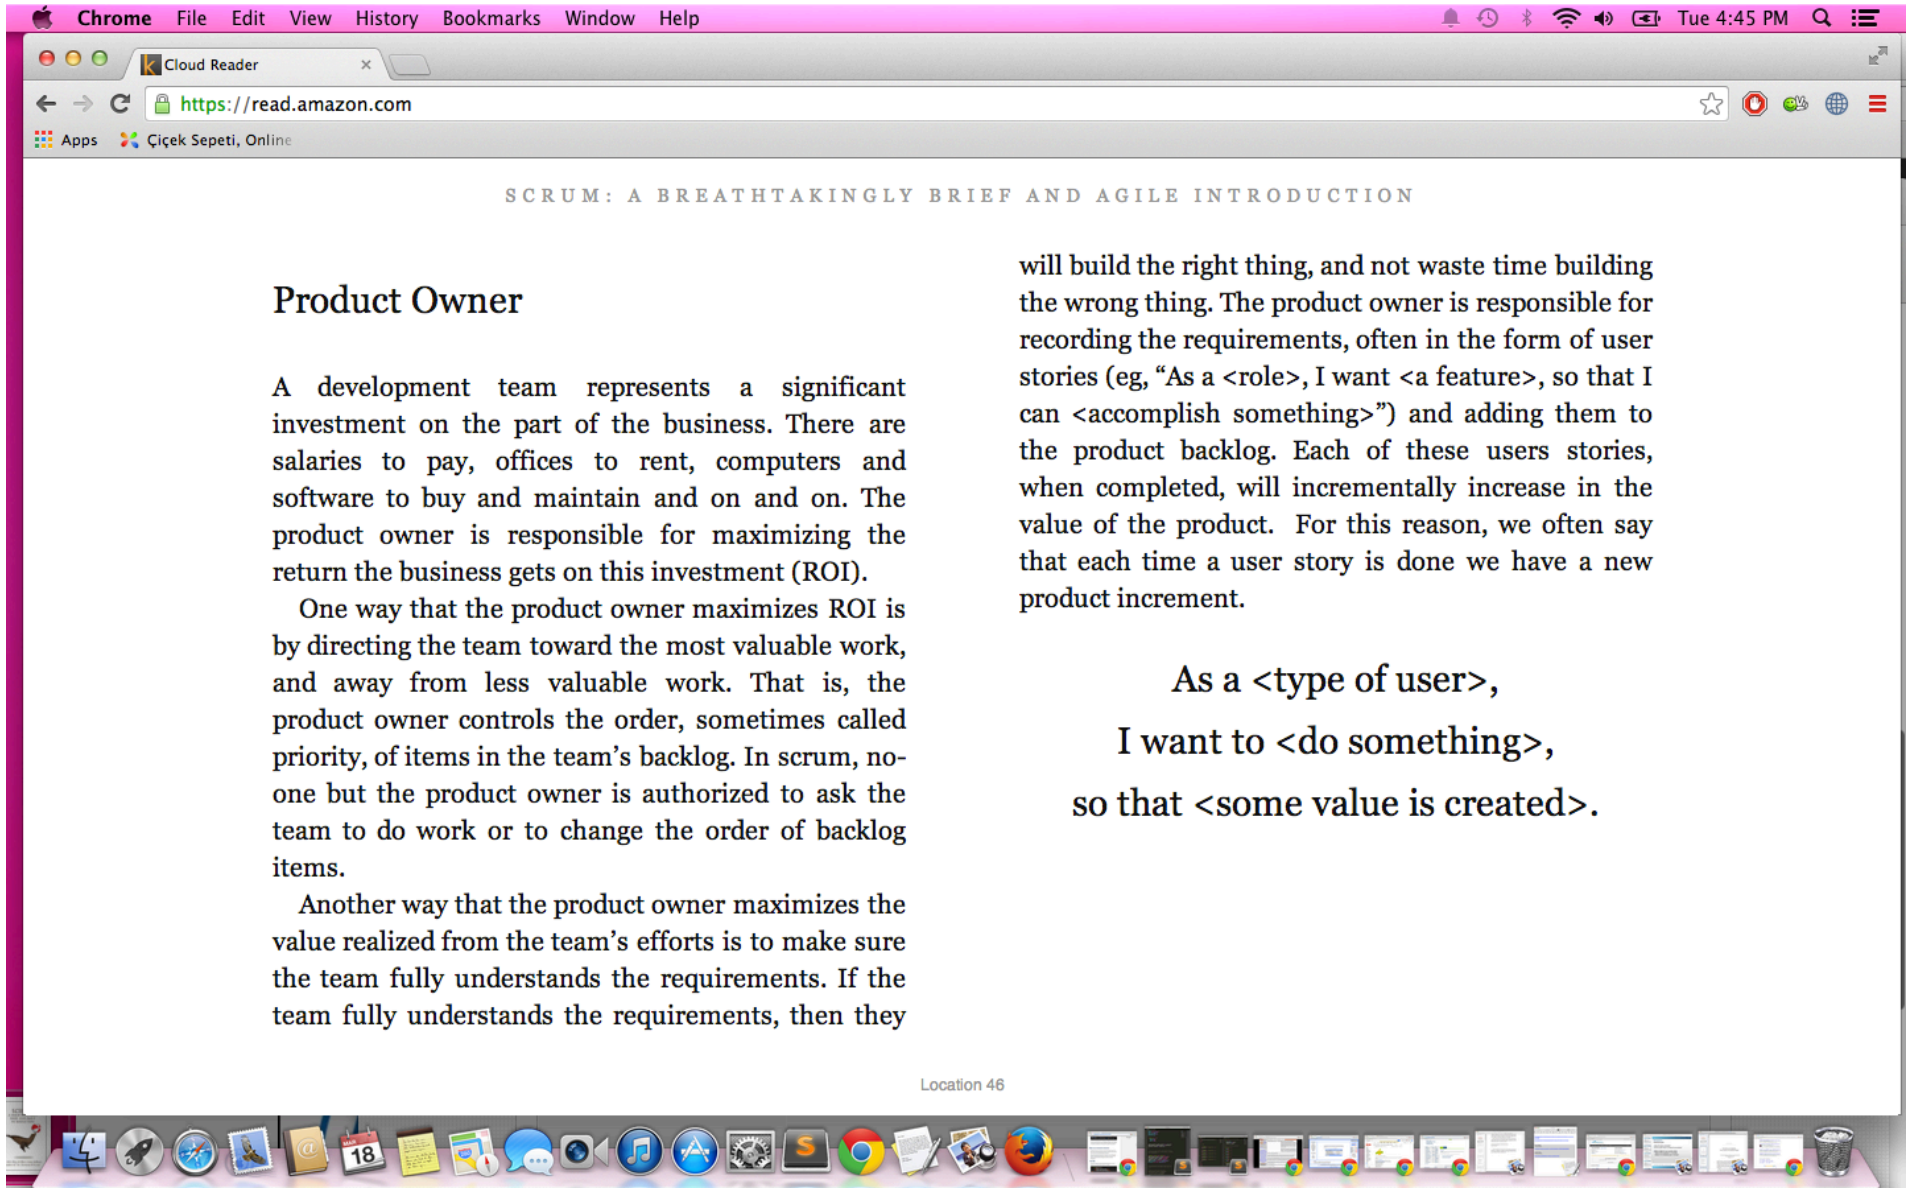 Chrome File Edit View History Bookmarks Window Help Tue 4:45 PM
Cloud Reader
https://read.amazon.com
Apps Çiçek Sepeti, Online
SCRUM: A BREATHTAKINGLY BRIEF AND AGILE INTRODUCTION
Product Owner
A development team represents a significant
investment on the part of the business. There are
salaries to pay, offices to rent, computers and
software to buy and maintain and on and on. The
product owner is responsible for maximizing the
return the business gets on this investment (ROI).
One way that the product owner maximizes ROI is
by directing the team toward the most valuable work,
and away from less valuable work. That is, the
product owner controls the order, sometimes called
priority, of items in the team’s backlog. In scrum, no-
one but the product owner is authorized to ask the
team to do work or to change the order of backlog
items.
Another way that the product owner maximizes the
value realized from the team’s efforts is to make sure
the team fully understands the requirements. If the
team fully understands the requirements, then they
will build the right thing, and not waste time building
the wrong thing. The product owner is responsible for
recording the requirements, often in the form of user
stories (eg, “As a <role>, I want <a feature>, so that I
can <accomplish something>”) and adding them to
the product backlog. Each of these users stories,
when completed, will incrementally increase in the
value of the product. For this reason, we often say
that each time a user story is done we have a new
product increment.
As a <type of user>,
I want to <do something>,
so that <some value is created>.
Location 46
MAR
18